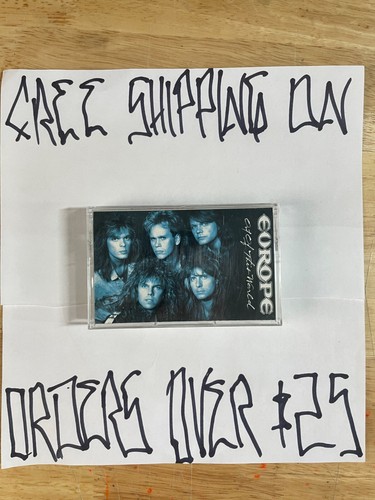 FREE SHIPPING ON
EUROPE
Out of This World
ORDERS OVER $25